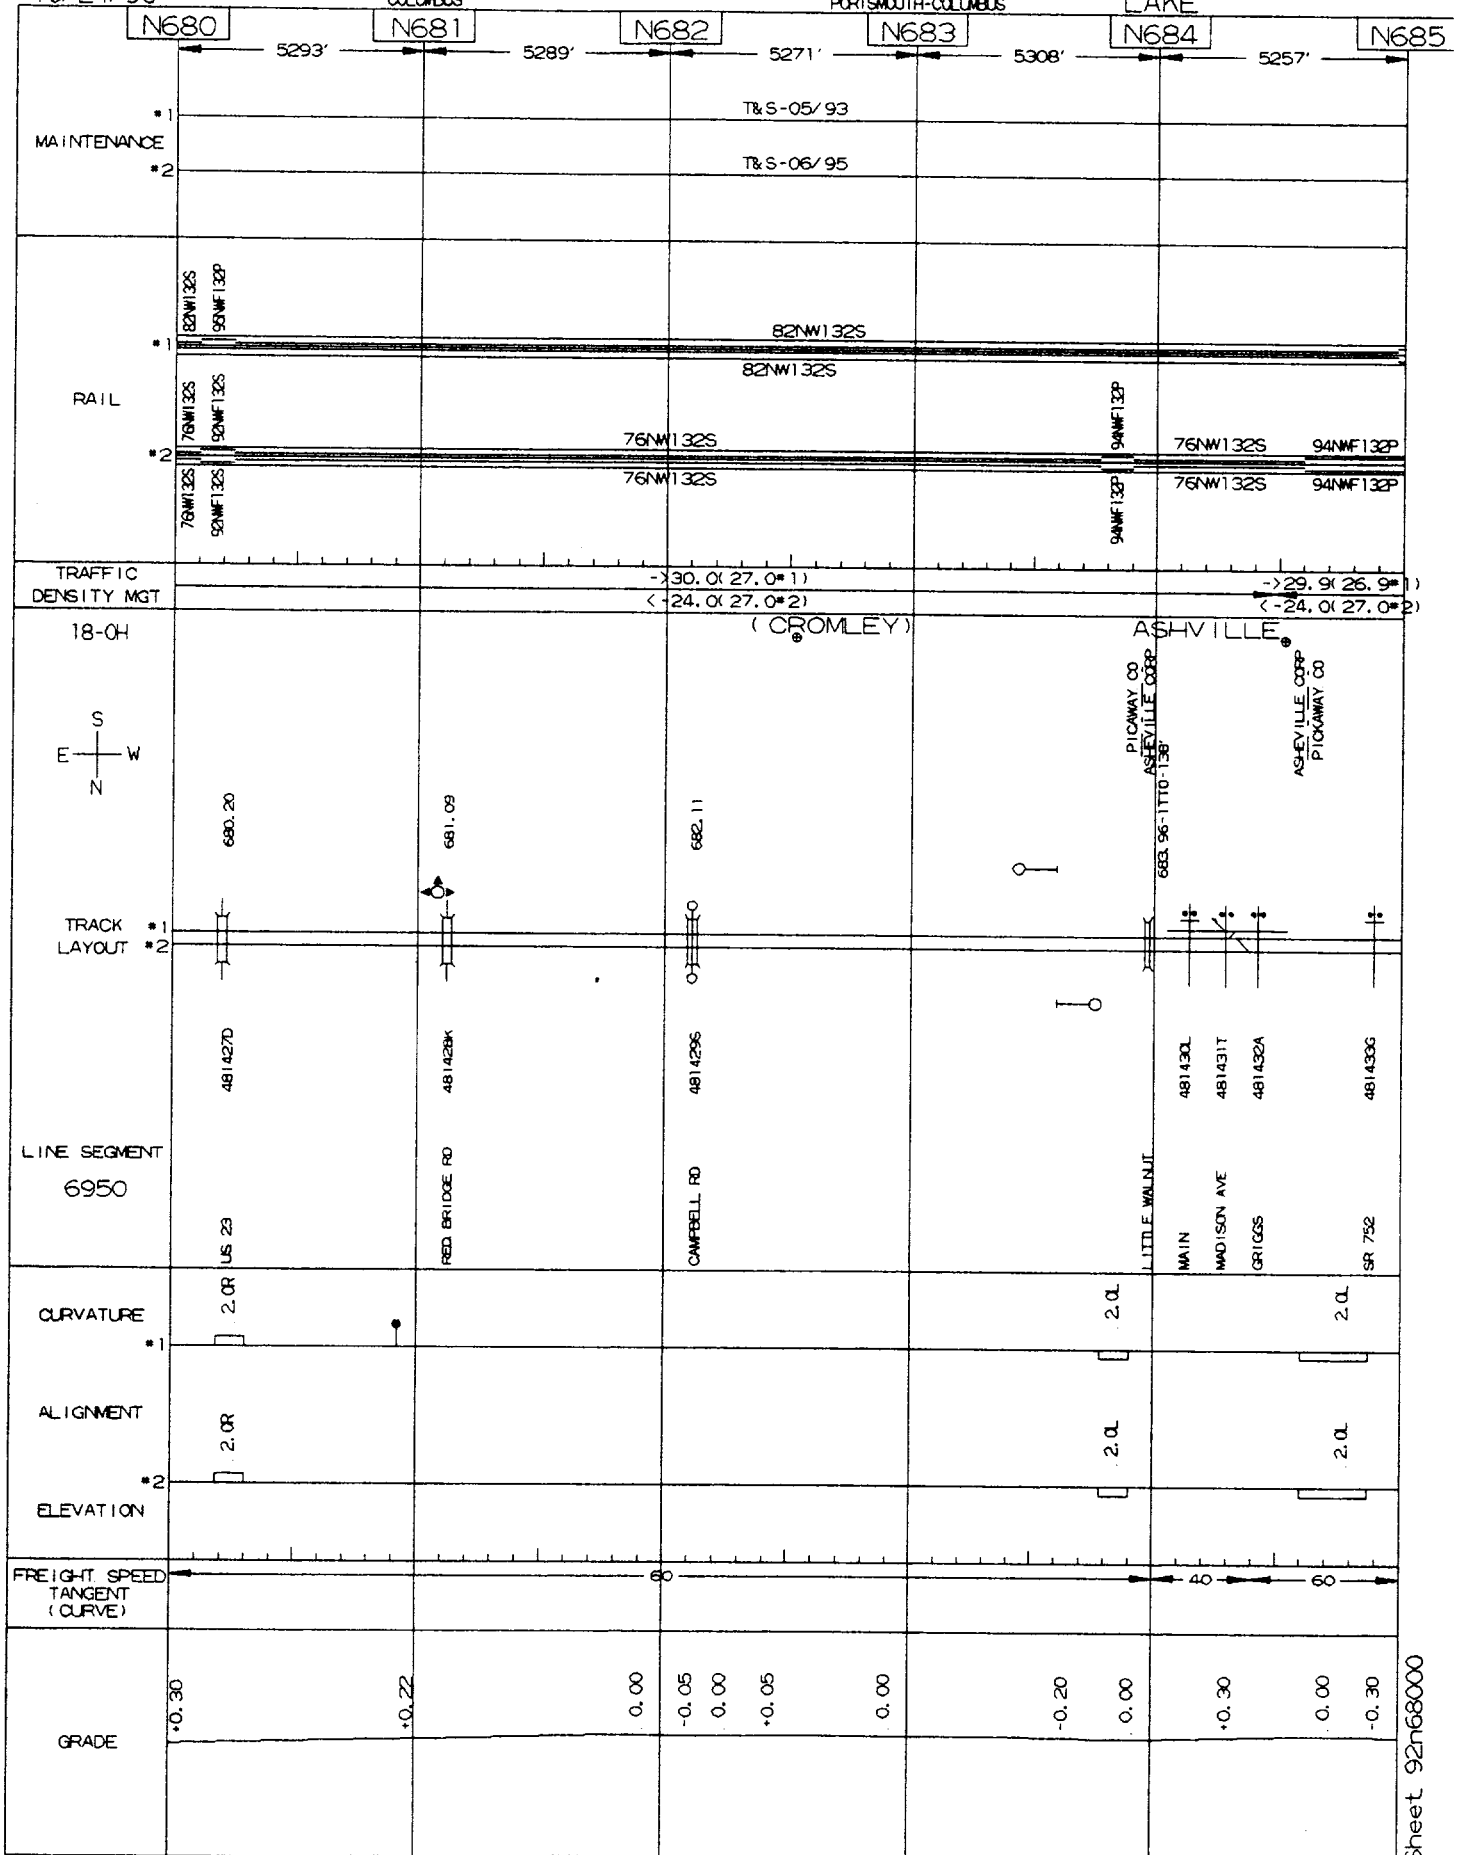 COLUMBUS
PORTSMOUTH-COLUMBUS
LAKE
N680
N681
N682
N683
N684
N685
5293'
5289'
5271'
5308'
5257'
MAINTENANCE
#1
T&S-05/93
#2
T&S-06/95
RAIL
82NW132S
95NWF132P
#1
82NW132S
82NW132S
76NW132S
92NWF132S
94NWF132P
#2
76NW132S
76NW132S
94NWF132P
76NW132S
76NW132S
94NWF132P
76NW132S
92NWF132S
94NWF132P
TRAFFIC
DENSITY MGT
->30.0(27.0#1)
->29.9(26.9#1)
<-24.0(27.0#2)
<-24.0(27.0#2)
18-OH
(CROMLEY)
ASHVILLE
PICAWAY CO
ASHEVILLE CORP
ASHEVILLE CORP
PICKAWAY CO
S
E W
N
680.20
681.09
682.11
683.96-1TTO-138'
TRACK #1
LAYOUT #2
481427D
481428K
481429S
481430L
481431T
481432A
481433G
LINE SEGMENT
6950
US 23
RED BRIDGE RD
CAMPBELL RD
LITTLE WALNUT
MAIN
MADISON AVE
GRIGGS
SR 752
CURVATURE
#1
2.0R
2.0L
2.0L
ALIGNMENT
#2
2.0R
2.0L
2.0L
ELEVATION
FREIGHT SPEED
TANGENT
(CURVE)
60
40
60
GRADE
+0.30
+0.22
0.00
-0.05
0.00
+0.05
0.00
-0.20
0.00
+0.30
0.00
-0.30
Sheet 92n68000